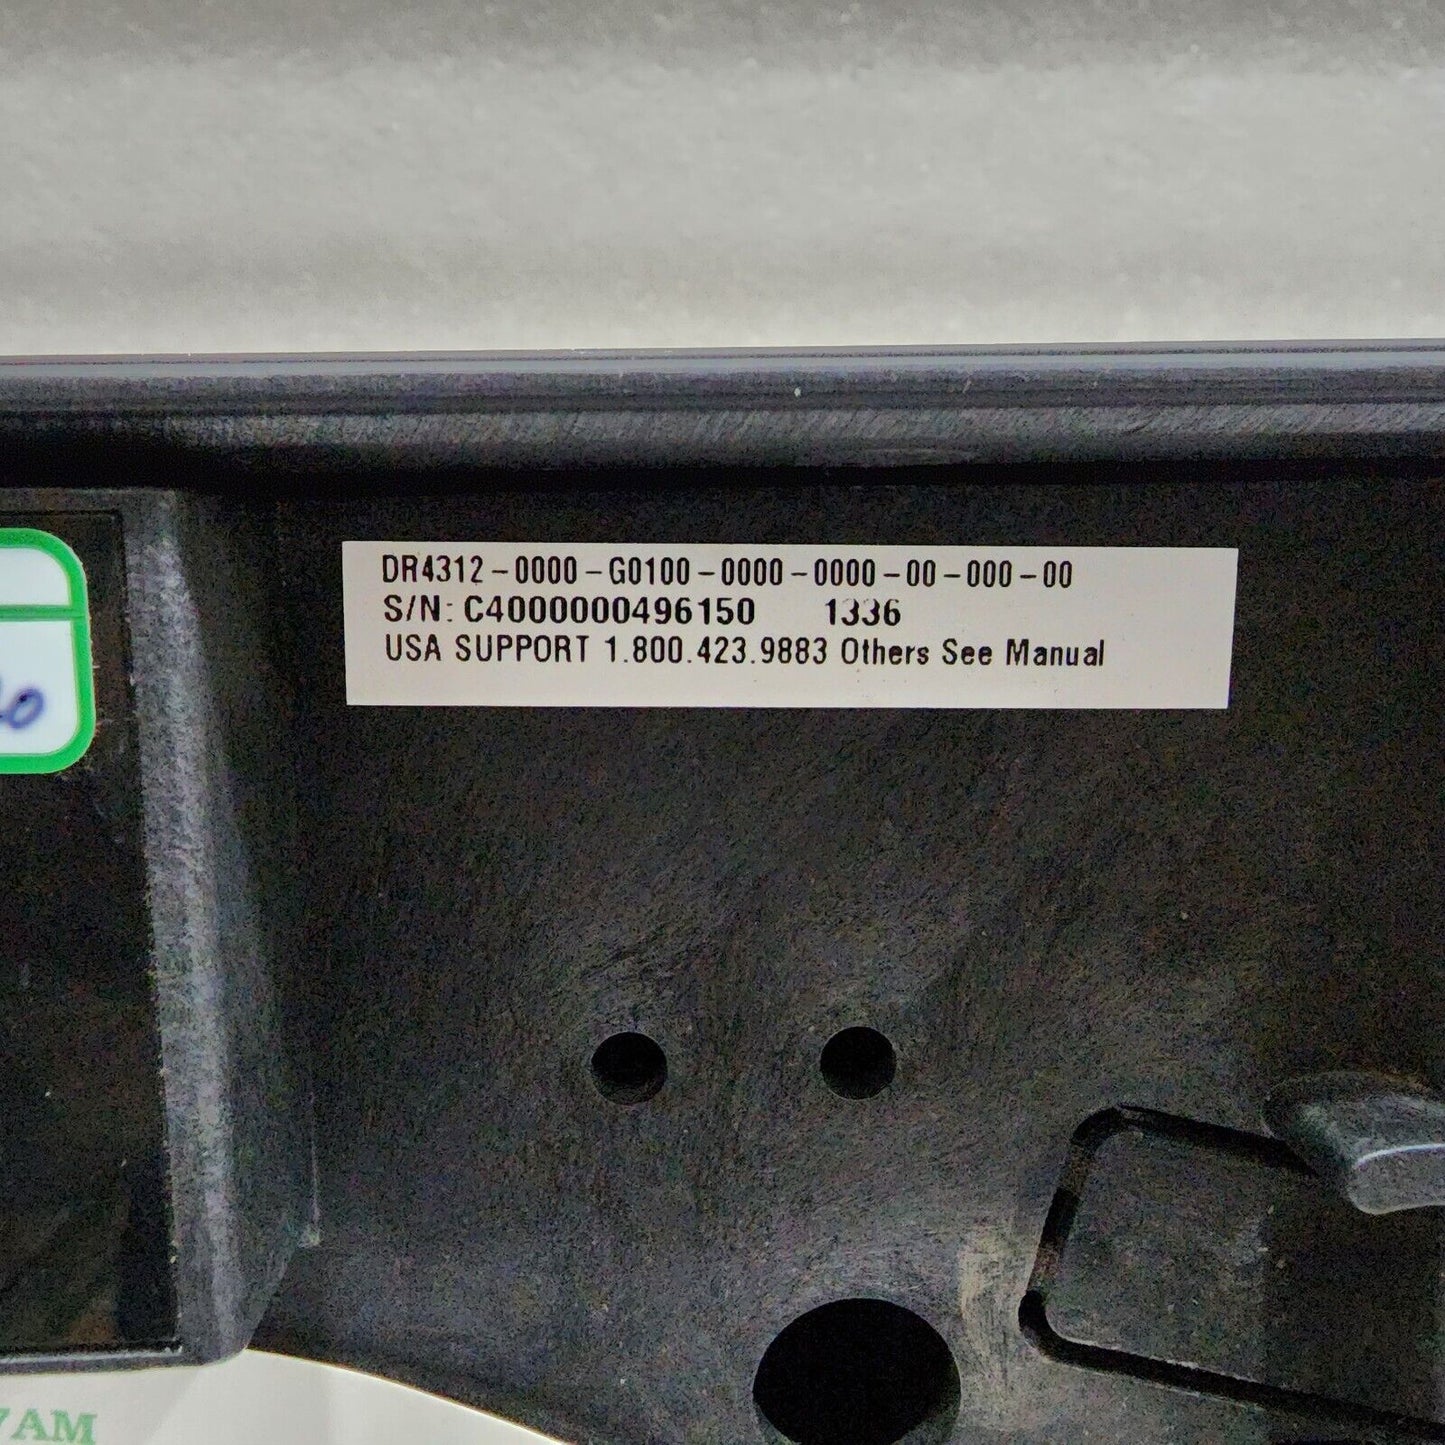 DR4312-0000-G0100-0000-0000-00-000-00
S/N: C4000000496150 1336
USA SUPPORT 1.800.423.9883 Others See Manual
7AM